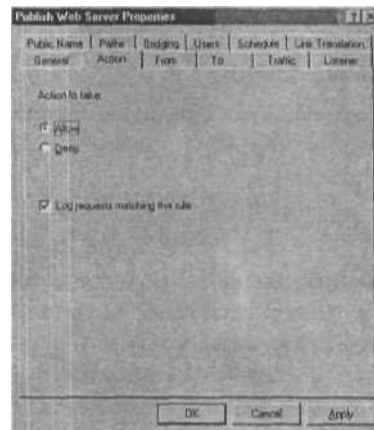 Publish Web Server Properties
Public Name Paths Bridging Users Schedule Link Translation
General Action From To Traffic Listener
Action to take:
Allow
Deny
Log requests matching this rule
OK Cancel Apply